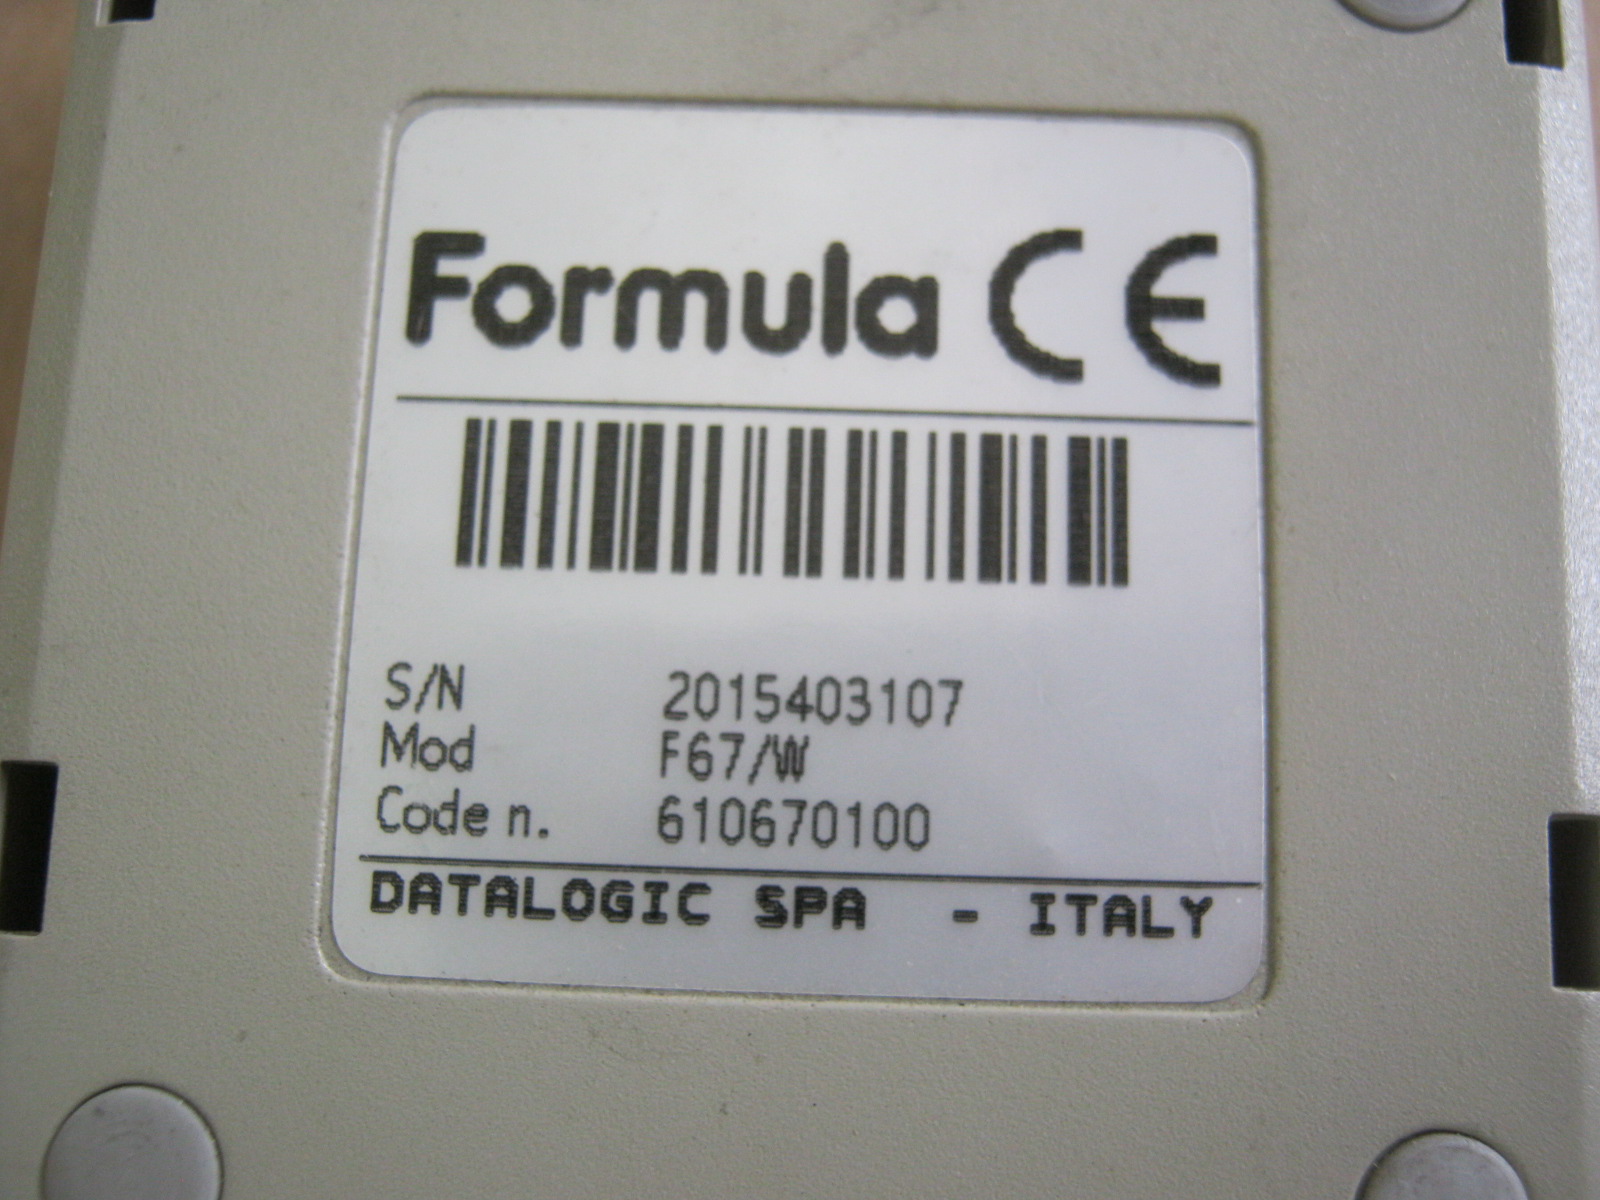 Formula CE
S/N 2015403107
Mod F67/W
Code n. 610670100
DATALOGIC SPA - ITALY